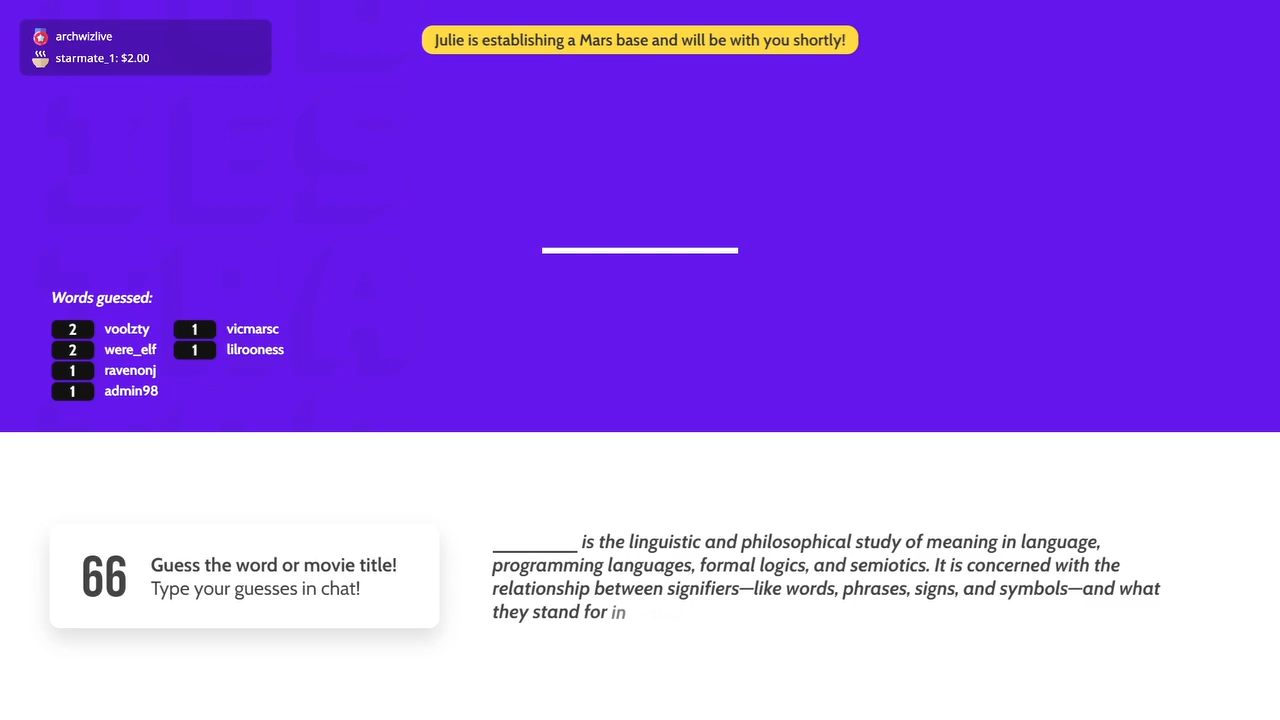 archwizlive
starmate_1: $2.00
Julie is establishing a Mars base and will be with you shortly!
Words guessed:
2 voolzty 1 vicmarsc
2 were_elf 1 lilrooness
1 ravenonj
1 admin98
66
Guess the word or movie title!
Type your guesses in chat!
_________ is the linguistic and philosophical study of meaning in language,
programming languages, formal logics, and semiotics. It is concerned with the
relationship between signifiers—like words, phrases, signs, and symbols—and what
they stand for in